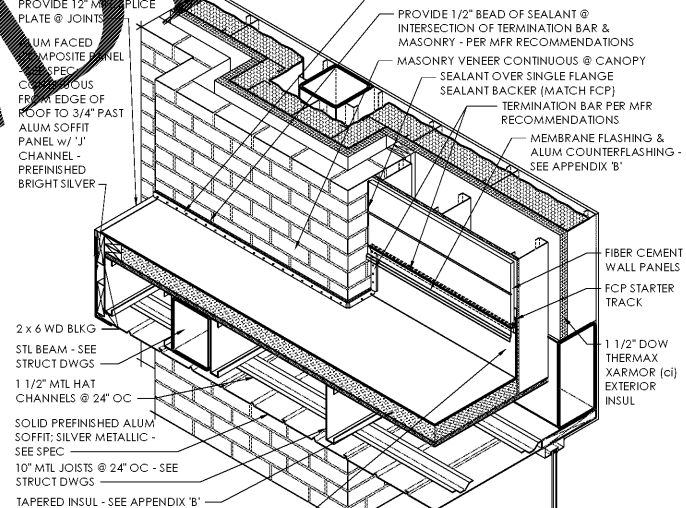 PROVIDE 12" MTL SPLICE
PLATE @ JOINTS
ALUM FACED
COMPOSITE PANEL
- SEE SPEC;
CONTINUOUS
FROM EDGE OF
ROOF TO 3/4" PAST
ALUM SOFFIT
PANEL w/ 'J'
CHANNEL -
PREFINISHED
BRIGHT SILVER
2 x 6 WD BLKG
STL BEAM - SEE
STRUCT DWGS
1 1/2" MTL HAT
CHANNELS @ 24" OC
SOLID PREFINISHED ALUM
SOFFIT; SILVER METALLIC -
SEE SPEC
10" MTL JOISTS @ 24" OC - SEE
STRUCT DWGS
TAPERED INSUL - SEE APPENDIX 'B'
PROVIDE 1/2" BEAD OF SEALANT @
INTERSECTION OF TERMINATION BAR &
MASONRY - PER MFR RECOMMENDATIONS
MASONRY VENEER CONTINUOUS @ CANOPY
SEALANT OVER SINGLE FLANGE
SEALANT BACKER (MATCH FCP)
TERMINATION BAR PER MFR
RECOMMENDATIONS
MEMBRANE FLASHING &
ALUM COUNTERFLASHING -
SEE APPENDIX 'B'
FIBER CEMENT
WALL PANELS
FCP STARTER
TRACK
1 1/2" DOW
THERMAX
XARMOR (ci)
EXTERIOR
INSUL